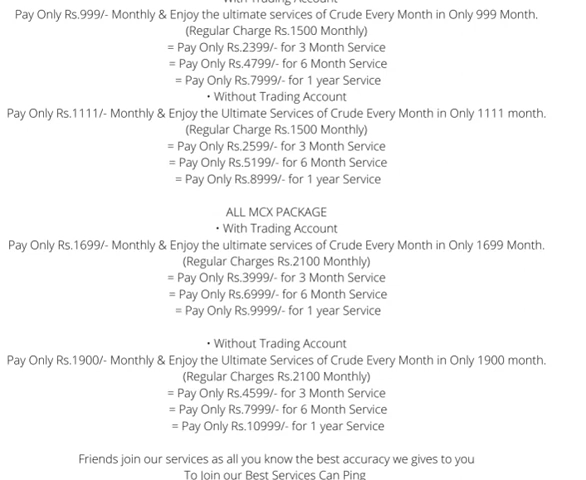 With Trading Account
Pay Only Rs.999/- Monthly & Enjoy the ultimate services of Crude Every Month in Only 999 Month.
(Regular Charge Rs.1500 Monthly)
= Pay Only Rs.2399/- for 3 Month Service
= Pay Only Rs.4799/- for 6 Month Service
= Pay Only Rs.7999/- for 1 year Service
• Without Trading Account
Pay Only Rs.1111/- Monthly & Enjoy the Ultimate Services of Crude Every Month in Only 1111 month.
(Regular Charge Rs.1500 Monthly)
= Pay Only Rs.2599/- for 3 Month Service
= Pay Only Rs.5199/- for 6 Month Service
= Pay Only Rs.8999/- for 1 year Service
ALL MCX PACKAGE
• With Trading Account
Pay Only Rs.1699/- Monthly & Enjoy the ultimate services of Crude Every Month in Only 1699 Month.
(Regular Charges Rs.2100 Monthly)
= Pay Only Rs.3999/- for 3 Month Service
= Pay Only Rs.6999/- for 6 Month Service
= Pay Only Rs.9999/- for 1 year Service
• Without Trading Account
Pay Only Rs.1900/- Monthly & Enjoy the Ultimate Services of Crude Every Month in Only 1900 month.
(Regular Charges Rs.2100 Monthly)
= Pay Only Rs.4599/- for 3 Month Service
= Pay Only Rs.7999/- for 6 Month Service
= Pay Only Rs.10999/- for 1 year Service
Friends join our services as all you know the best accuracy we gives to you
To Join our Best Services Can Ping